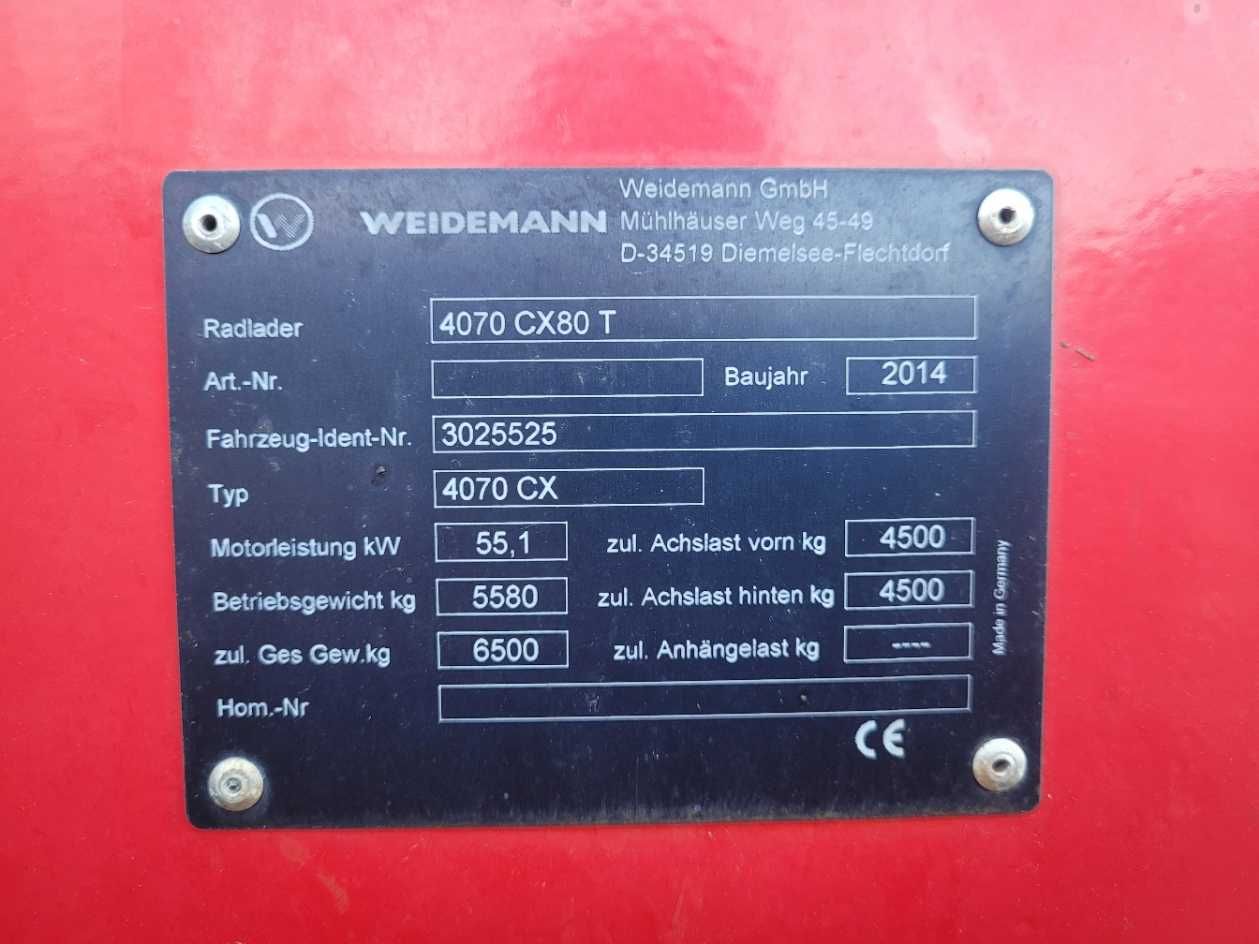 WEIDEMANN
Weidemann GmbH
Mühlhäuser Weg 45-49
D-34519 Diemelsee-Flechtdorf
Radlader 4070 CX80 T
Art.-Nr. Baujahr 2014
Fahrzeug-Ident-Nr. 3025525
Typ 4070 CX
Motorleistung kW 55,1 zul. Achslast vorn kg 4500
Betriebsgewicht kg 5580 zul. Achslast hinten kg 4500
zul. Ges Gew.kg 6500 zul. Anhängelast kg ----
Hom.-Nr
Made in Germany
CE